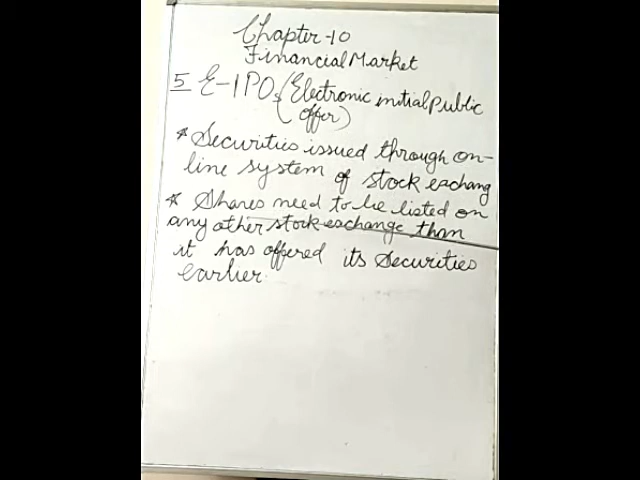 Chapter-10
Financial Market
5 E-IPOs (Electronic initial Public
offer)
* Securities issued through on-
line system of stock exchang
* Shares need to be listed on
any other stock exchange than
it has offered its Securities
earlier.